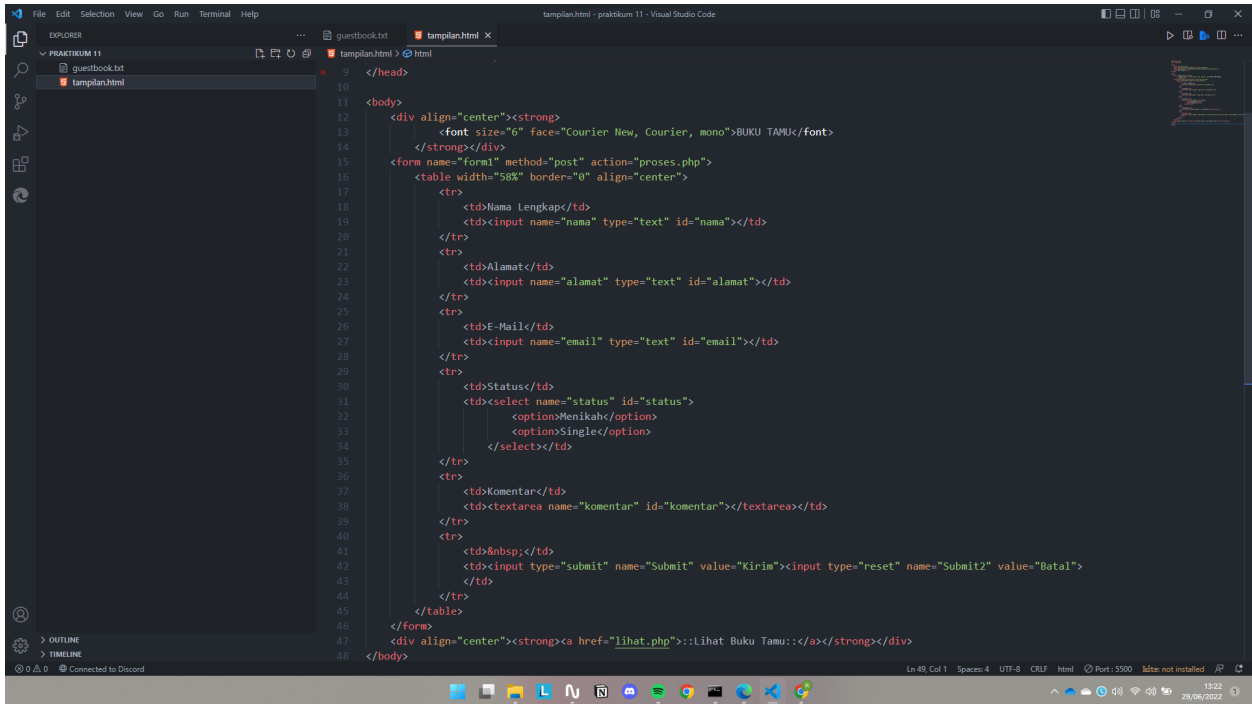 File Edit Selection View Go Run Terminal Help
tampilan.html - praktikum 11 - Visual Studio Code
EXPLORER
PRAKTIKUM 11
guestbook.txt
tampilan.html
OUTLINE
TIMELINE
guestbook.txt tampilan.html
tampilan.html > html
9 </head>
10
11 <body>
12 <div align="center"><strong>
13 <font size="6" face="Courier New, Courier, mono">BUKU TAMU</font>
14 </strong></div>
15 <form name="form1" method="post" action="proses.php">
16 <table width="58%" border="0" align="center">
17 <tr>
18 <td>Nama Lengkap</td>
19 <td><input name="nama" type="text" id="nama"></td>
20 </tr>
21 <tr>
22 <td>Alamat</td>
23 <td><input name="alamat" type="text" id="alamat"></td>
24 </tr>
25 <tr>
26 <td>E-Mail</td>
27 <td><input name="email" type="text" id="email"></td>
28 </tr>
29 <tr>
30 <td>Status</td>
31 <td><select name="status" id="status">
32 <option>Menikah</option>
33 <option>Single</option>
34 </select></td>
35 </tr>
36 <tr>
37 <td>Komentar</td>
38 <td><textarea name="komentar" id="komentar"></textarea></td>
39 </tr>
40 <tr>
41 <td>&nbsp;</td>
42 <td><input type="submit" name="Submit" value="Kirim"><input type="reset" name="Submit2" value="Batal">
43 </td>
44 </tr>
45 </table>
46 </form>
47 <div align="center"><strong><a href="lihat.php">::Lihat Buku Tamu::</a></strong></div>
48 </body>
0 0 Connected to Discord
Ln 49, Col 1 Spaces: 4 UTF-8 CRLF html Port : 5500 kite: not installed
13:22
29/06/2022